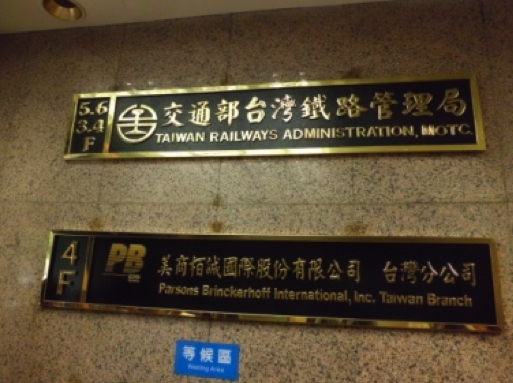 5.6
3.4
F
交通部台灣鐵路管理局
TAIWAN RAILWAYS ADMINISTRATION, MOTC.
4
F
PB
美商栢誠國際股份有限公司 台灣分公司
Parsons Brinckerhoff International, Inc. Taiwan Branch
等候區
Waiting Area